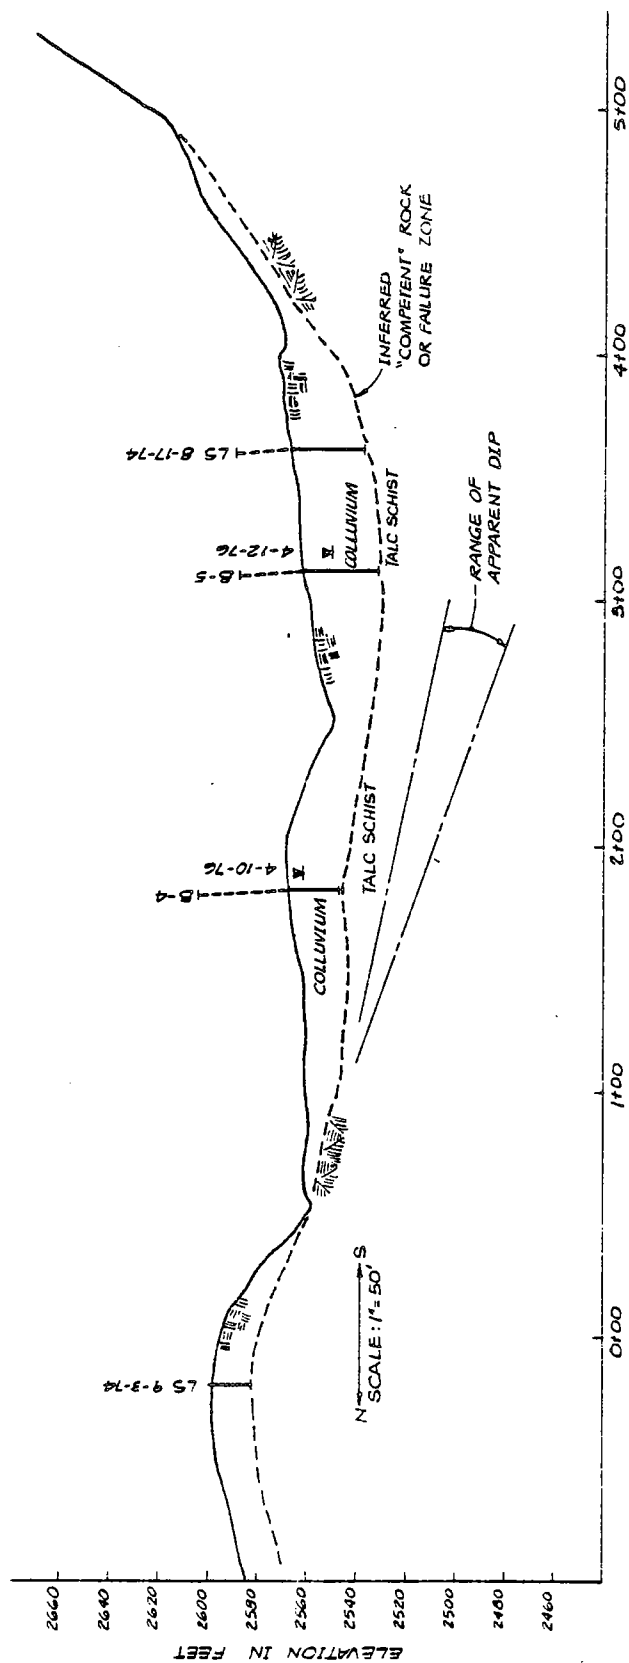 ELEVATION IN FEET
2660
2640
2620
2600
2580
2560
2540
2520
2500
2480
2460
LS 9-3-74
N
S
SCALE: 1"=50'
B-4
4-10-76
COLLUVIUM
TALC SCHIST
B-5
4-12-76
COLLUVIUM
TALC SCHIST
LS 8-17-74
INFERRED
"COMPETENT" ROCK
OR FAILURE ZONE
RANGE OF
APPARENT DIP
0+00
1+00
2+00
3+00
4+00
5+00